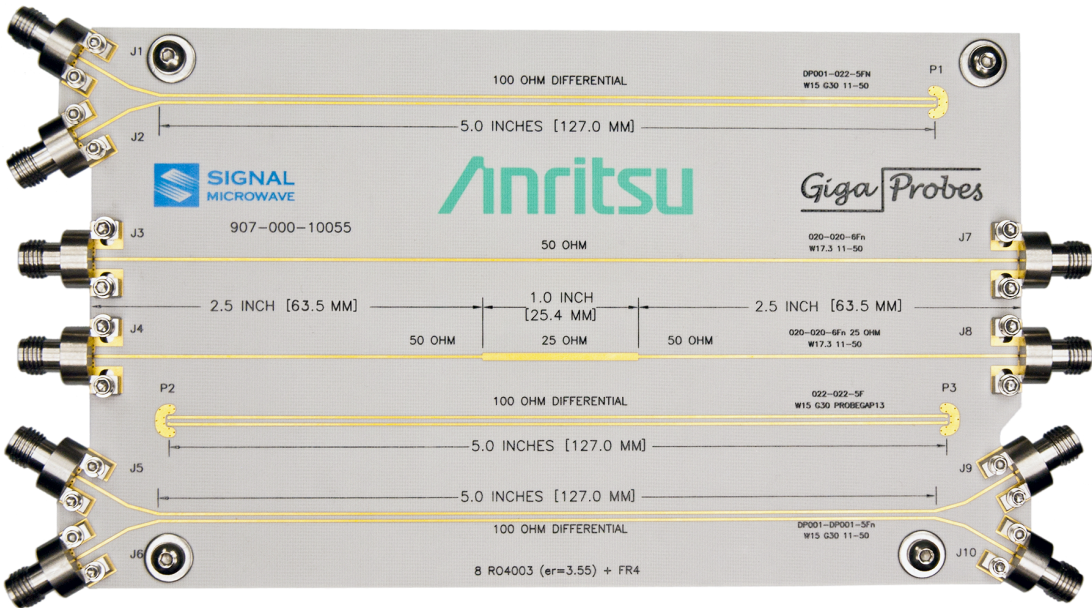 J1
100 OHM DIFFERENTIAL
DP001-022-5FN
W15 G30 11-50
P1
5.0 INCHES [127.0 MM]
J2
SIGNAL
MICROWAVE
Anritsu
Giga Probes
907-000-10055
J3
50 OHM
020-020-6Fn
W17.3 11-50
J7
2.5 INCH [63.5 MM]
1.0 INCH
[25.4 MM]
2.5 INCH [63.5 MM]
J4
50 OHM
25 OHM
50 OHM
020-020-6Fn 25 OHM
W17.3 11-50
J8
P2
100 OHM DIFFERENTIAL
022-022-5F
W15 G30 PROBEGAP13
P3
5.0 INCHES [127.0 MM]
J5
J9
5.0 INCHES [127.0 MM]
100 OHM DIFFERENTIAL
DP001-DP001-5Fn
W15 G30 11-50
J6
J10
8 RO4003 (er=3.55) + FR4